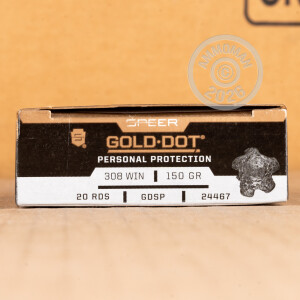 SPEER
GOLD·DOT®
PERSONAL PROTECTION
308 WIN | 150 GR
20 RDS | GDSP | 24467